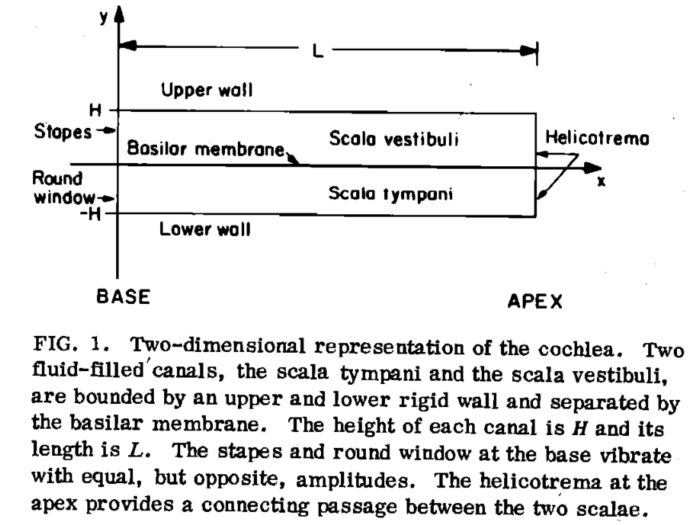 y
L
Upper wall
H
Stapes
Scala vestibuli
Helicotrema
Basilar membrane
x
Round
window
Scala tympani
-H
Lower wall
BASE
APEX
FIG. 1. Two-dimensional representation of the cochlea. Two
fluid-filled canals, the scala tympani and the scala vestibuli,
are bounded by an upper and lower rigid wall and separated by
the basilar membrane. The height of each canal is H and its
length is L. The stapes and round window at the base vibrate
with equal, but opposite, amplitudes. The helicotrema at the
apex provides a connecting passage between the two scalae.